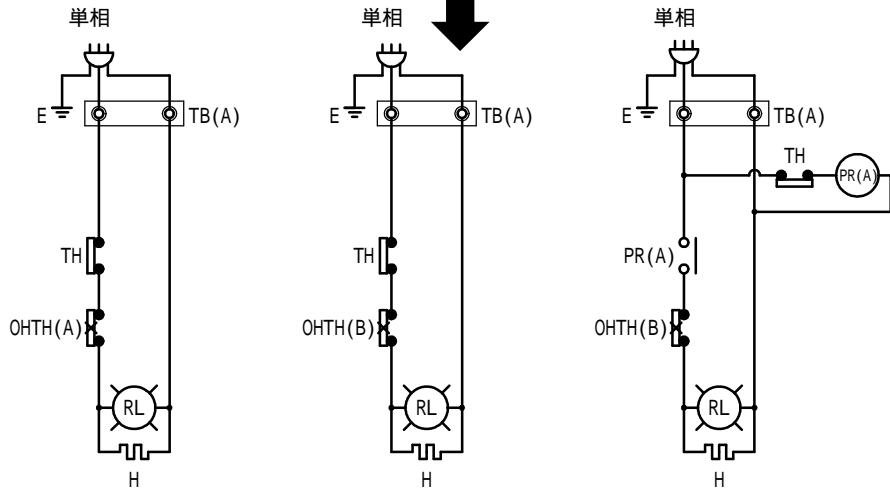 単相
E
TB(A)
TH
OHTH(A)
RL
H
単相
E
TB(A)
TH
OHTH(B)
RL
H
単相
E
TB(A)
TH
PR(A)
PR(A)
OHTH(B)
RL
H